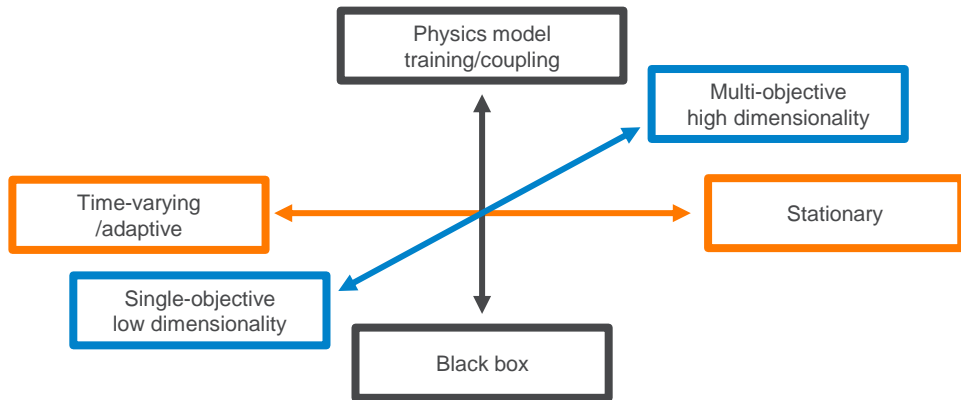 Physics model
training/coupling
Multi-objective
high dimensionality
Time-varying
/adaptive
Stationary
Single-objective
low dimensionality
Black box